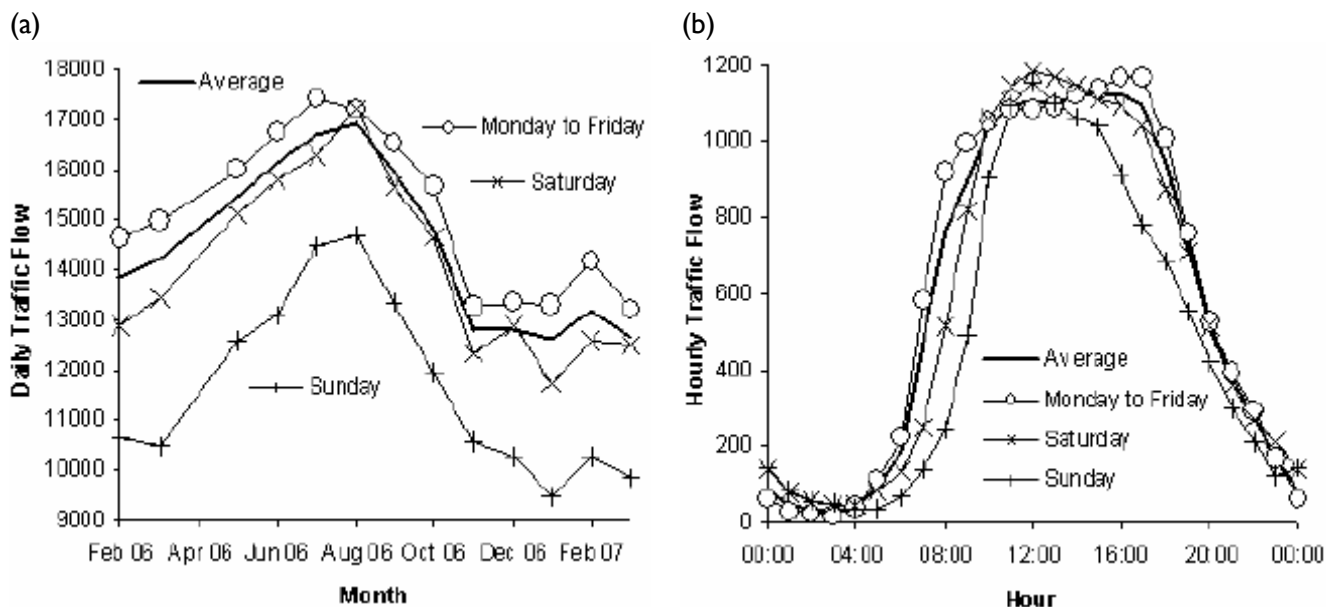 (a)
18000
17000
16000
15000
14000
13000
12000
11000
10000
9000
Daily Traffic Flow
Average
Monday to Friday
Saturday
Sunday
Feb 06 Apr 06 Jun 06 Aug 06 Oct 06 Dec 06 Feb 07
Month
(b)
1200
1000
800
600
400
200
0
Hourly Traffic Flow
Average
Monday to Friday
Saturday
Sunday
00:00 04:00 08:00 12:00 16:00 20:00 00:00
Hour